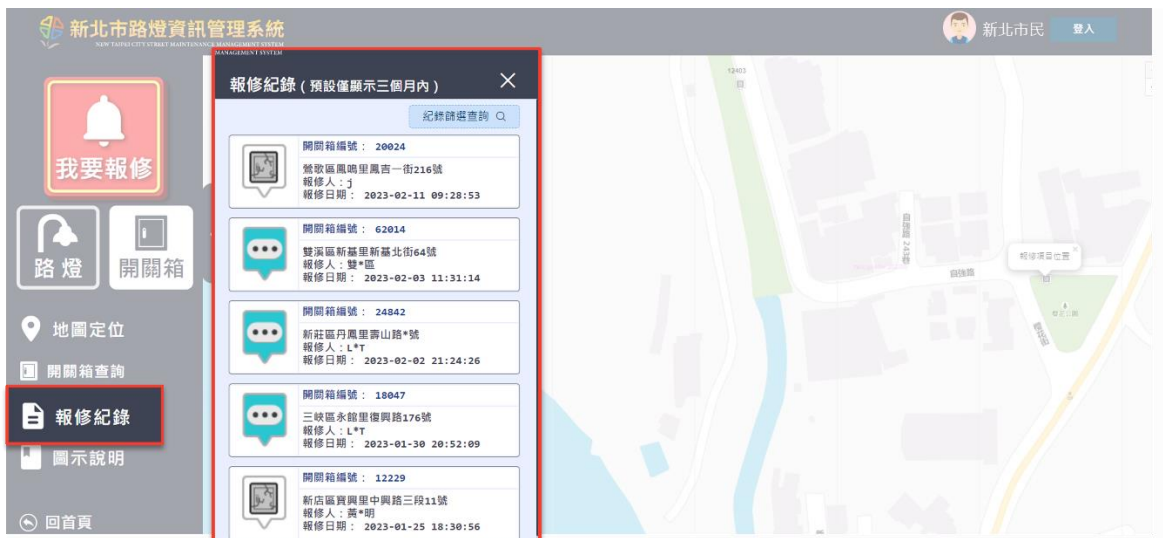 新北市路燈資訊管理系統
NEW TAIPEI CITY STREET MAINTENANCE MANAGEMENT SYSTEM
新北市民
登入
MANAGEMENT SYSTEM
報修紀錄(預設僅顯示三個月內)
紀錄篩選查詢
開關箱編號: 20024
鶯歌區鳳鳴里鳳吉一街216號
報修人:j
報修日期: 2023-02-11 09:28:53
開關箱編號: 62014
雙溪區新基里新基北街64號
報修人:雙*區
報修日期: 2023-02-03 11:31:14
開關箱編號: 24842
新莊區丹鳳里壽山路*號
報修人:L*T
報修日期: 2023-02-02 21:24:26
開關箱編號: 18047
三峽區永館里復興路176號
報修人:L*T
報修日期: 2023-01-30 20:52:09
開關箱編號: 12229
新店區寶興里中興路三段11號
報修人:黃*明
報修日期: 2023-01-25 18:30:56
我要報修
路燈
開關箱
地圖定位
開關箱查詢
報修紀錄
圖示說明
回首頁
自強路 243巷
自強路
報修項目位置